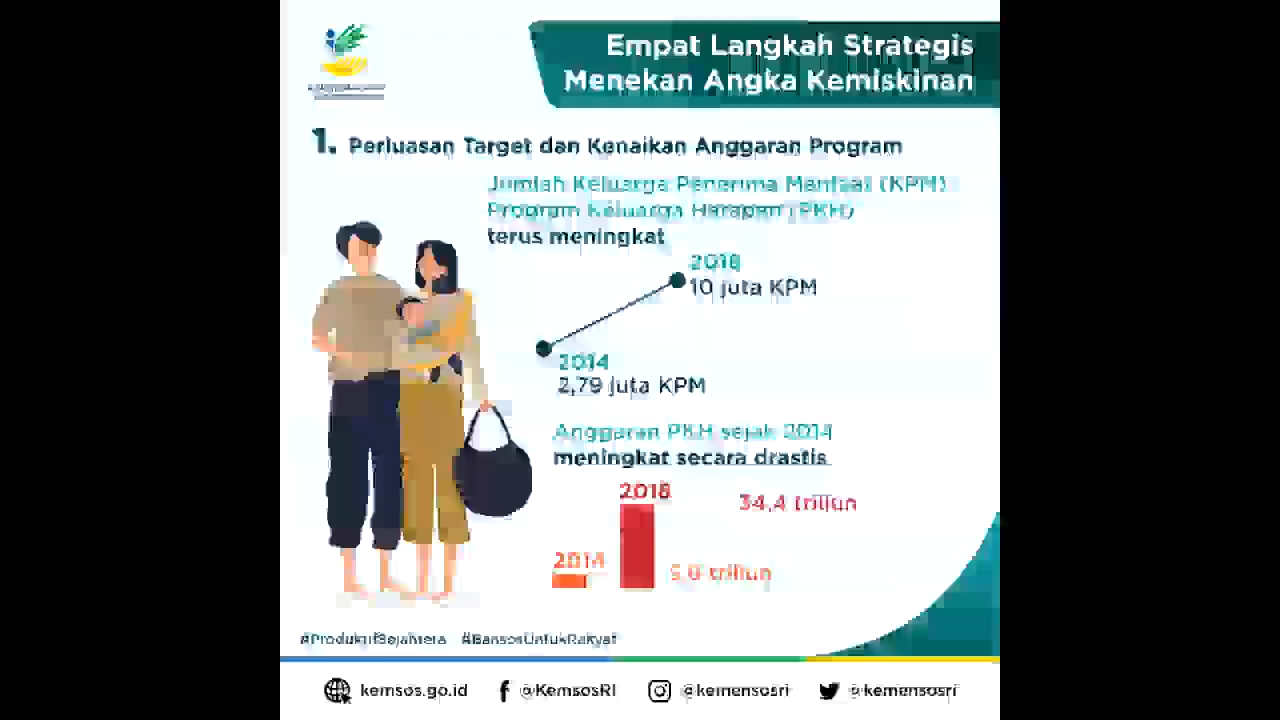 Empat Langkah Strategis
Menekan Angka Kemiskinan
1. Perluasan Target dan Kenaikan Anggaran Program
Jumlah Keluarga Penerima Manfaat (KPM)
Program Keluarga Harapan (PKH)
terus meningkat
2018
10 juta KPM
2014
2,79 juta KPM
Anggaran PKH sejak 2014
meningkat secara drastis
2018
34,4 triliun
2014
triliun
#ProduktifSejahtera #BansosUntukRakyat
kemsos.go.id @KemsosRI @kemensosri @kemensosri